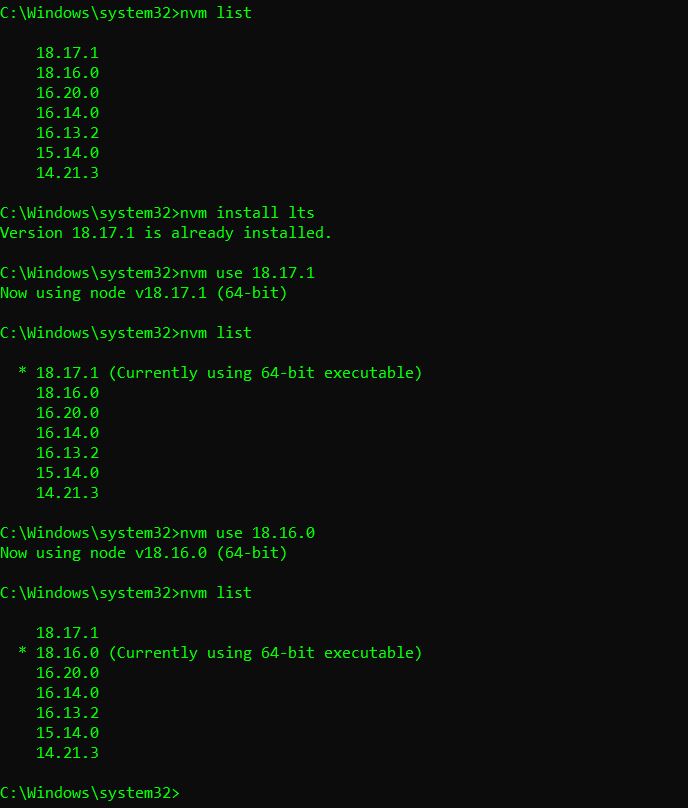 C:\Windows\system32>nvm list
18.17.1
18.16.0
16.20.0
16.14.0
16.13.2
15.14.0
14.21.3
C:\Windows\system32>nvm install lts
Version 18.17.1 is already installed.
C:\Windows\system32>nvm use 18.17.1
Now using node v18.17.1 (64-bit)
C:\Windows\system32>nvm list
* 18.17.1 (Currently using 64-bit executable)
18.16.0
16.20.0
16.14.0
16.13.2
15.14.0
14.21.3
C:\Windows\system32>nvm use 18.16.0
Now using node v18.16.0 (64-bit)
C:\Windows\system32>nvm list
18.17.1
* 18.16.0 (Currently using 64-bit executable)
16.20.0
16.14.0
16.13.2
15.14.0
14.21.3
C:\Windows\system32>